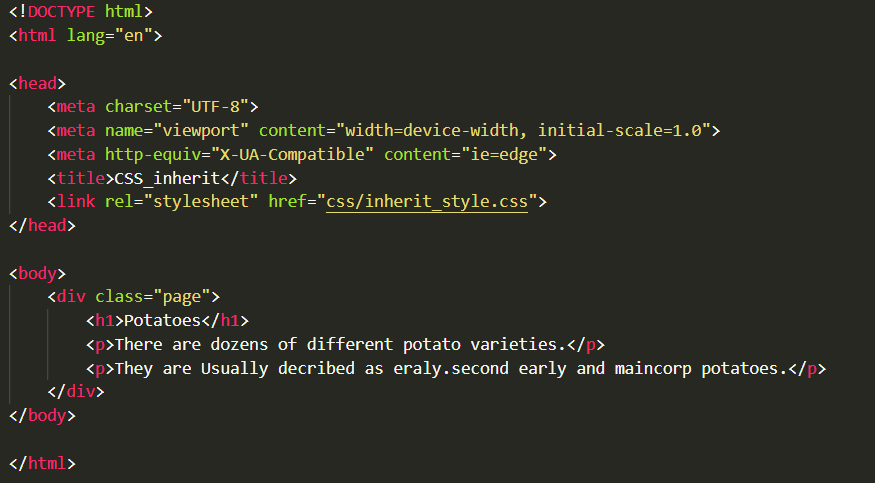 <!DOCTYPE html>
<html lang="en">
<head>
<meta charset="UTF-8">
<meta name="viewport" content="width=device-width, initial-scale=1.0">
<meta http-equiv="X-UA-Compatible" content="ie=edge">
<title>CSS_inherit</title>
<link rel="stylesheet" href="css/inherit_style.css">
</head>
<body>
<div class="page">
<h1>Potatoes</h1>
<p>There are dozens of different potato varieties.</p>
<p>They are Usually decribed as eraly.second early and maincorp potatoes.</p>
</div>
</body>
</html>